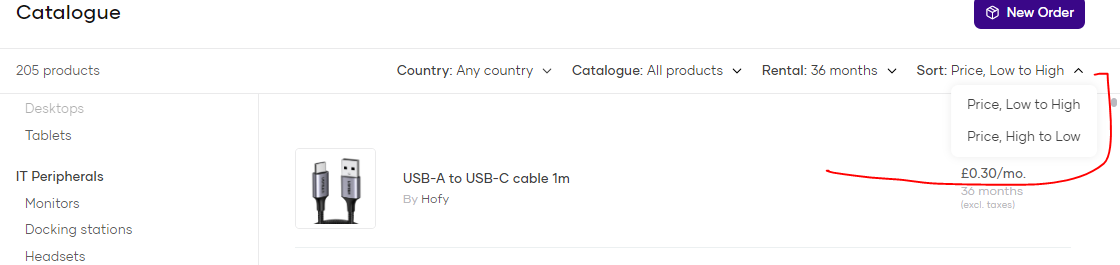 Catalogue
New Order
205 products
Country: Any country
Catalogue: All products
Rental: 36 months
Sort: Price, Low to High
Price, Low to High
Price, High to Low
Desktops
Tablets
IT Peripherals
Monitors
Docking stations
Headsets
USB-A to USB-C cable 1m
By Hofy
£0.30/mo.
36 months
(excl. taxes)